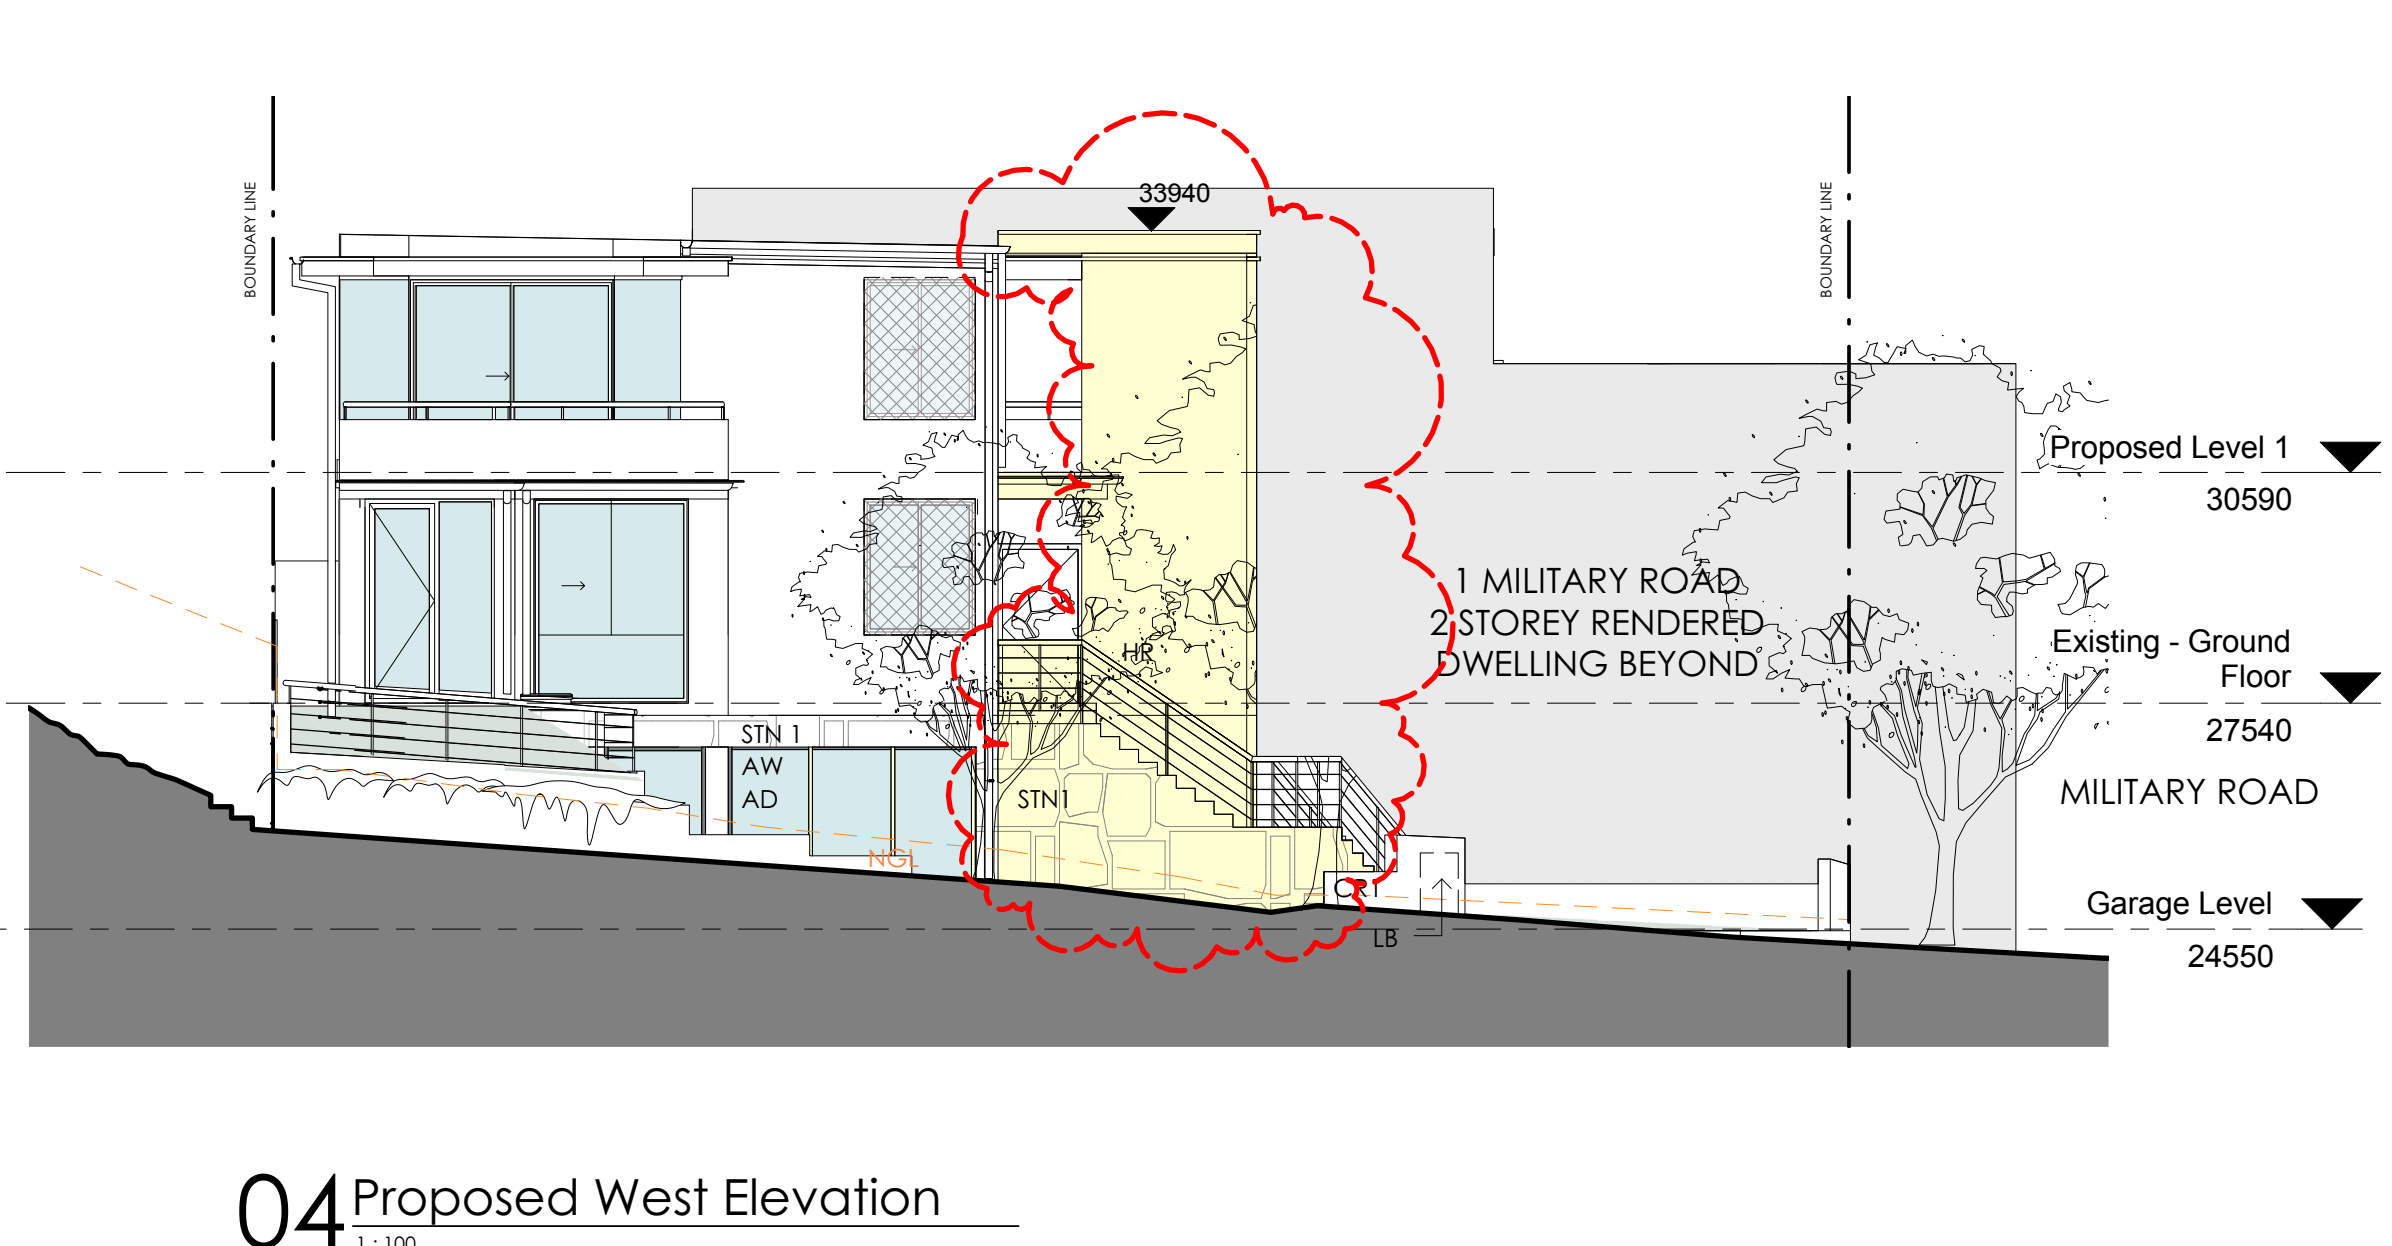 BOUNDARY LINE
33940
BOUNDARY LINE
Proposed Level 1
30590
1 MILITARY ROAD
2 STOREY RENDERED
DWELLING BEYOND
HR
Existing - Ground
Floor
27540
STN 1
AW
AD
STN1
MILITARY ROAD
NGL
CR1
Garage Level
24550
LB
04 Proposed West Elevation
1 : 100